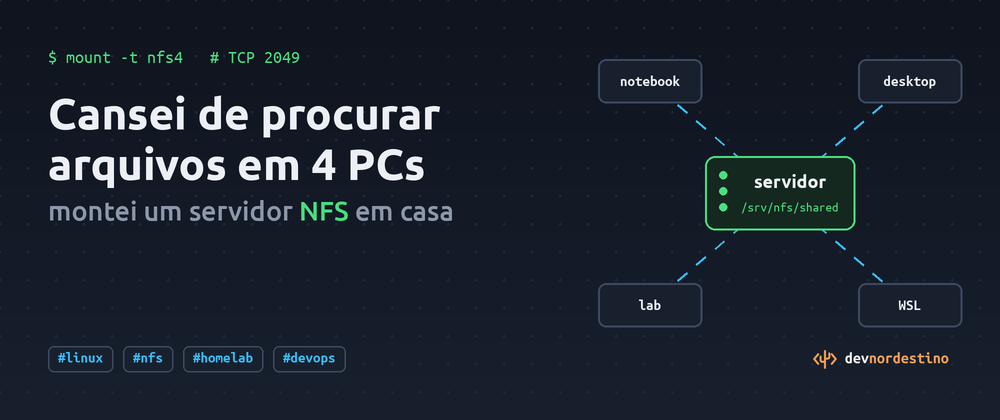 $ mount -t nfs4   # TCP 2049
Cansei de procurar
arquivos em 4 PCs
montei um servidor NFS em casa
#linux #nfs #homelab #devops
notebook
desktop
servidor
/srv/nfs/shared
lab
WSL
devnordestino